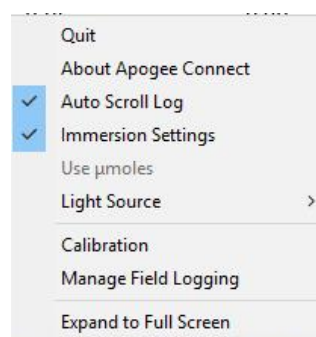 Quit
About Apogee Connect
Auto Scroll Log
Immersion Settings
Use µmoles
Light Source
Calibration
Manage Field Logging
Expand to Full Screen